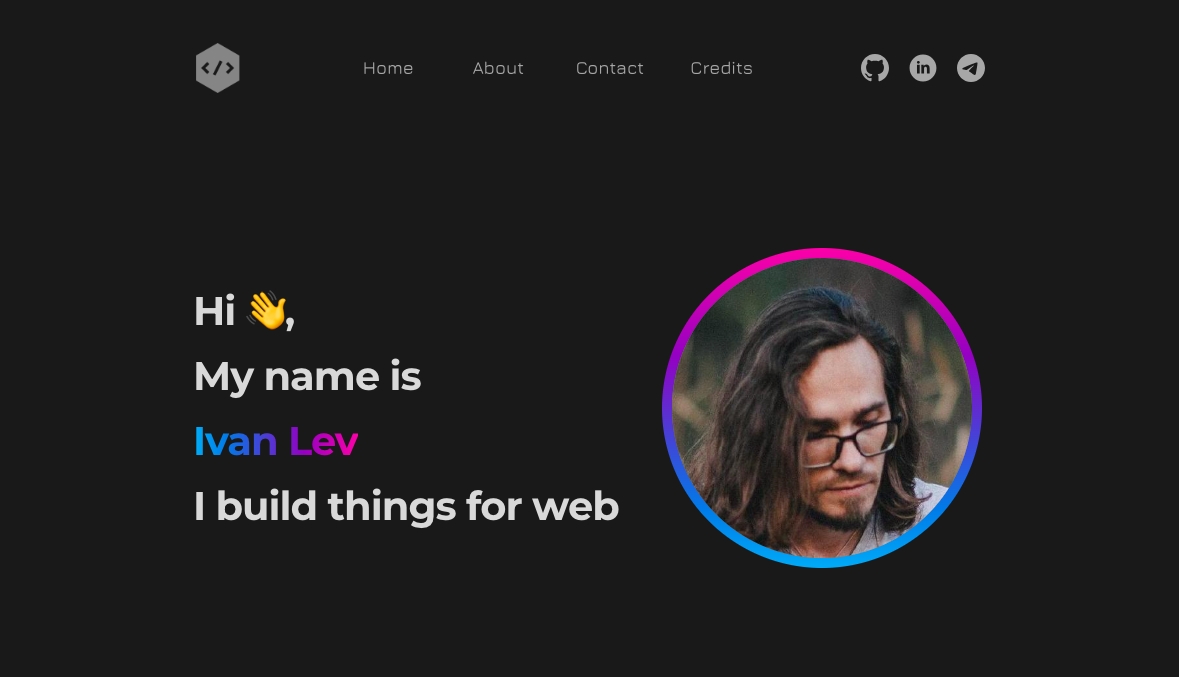 </>
Home
About
Contact
Credits
in
Hi 👋,
My name is
Ivan Lev
I build things for web